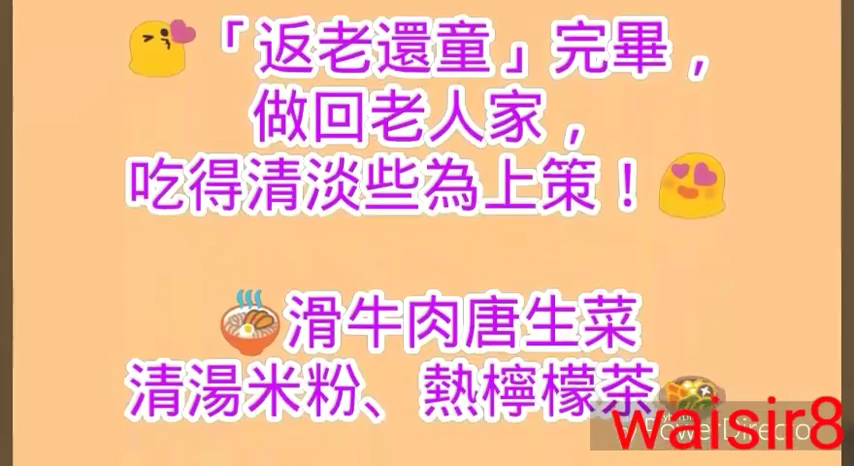 「返老還童」完畢，
做回老人家，
吃得清淡些為上策！
滑牛肉唐生菜
清湯米粉、熱檸檬茶
waisir8
PowerDirector